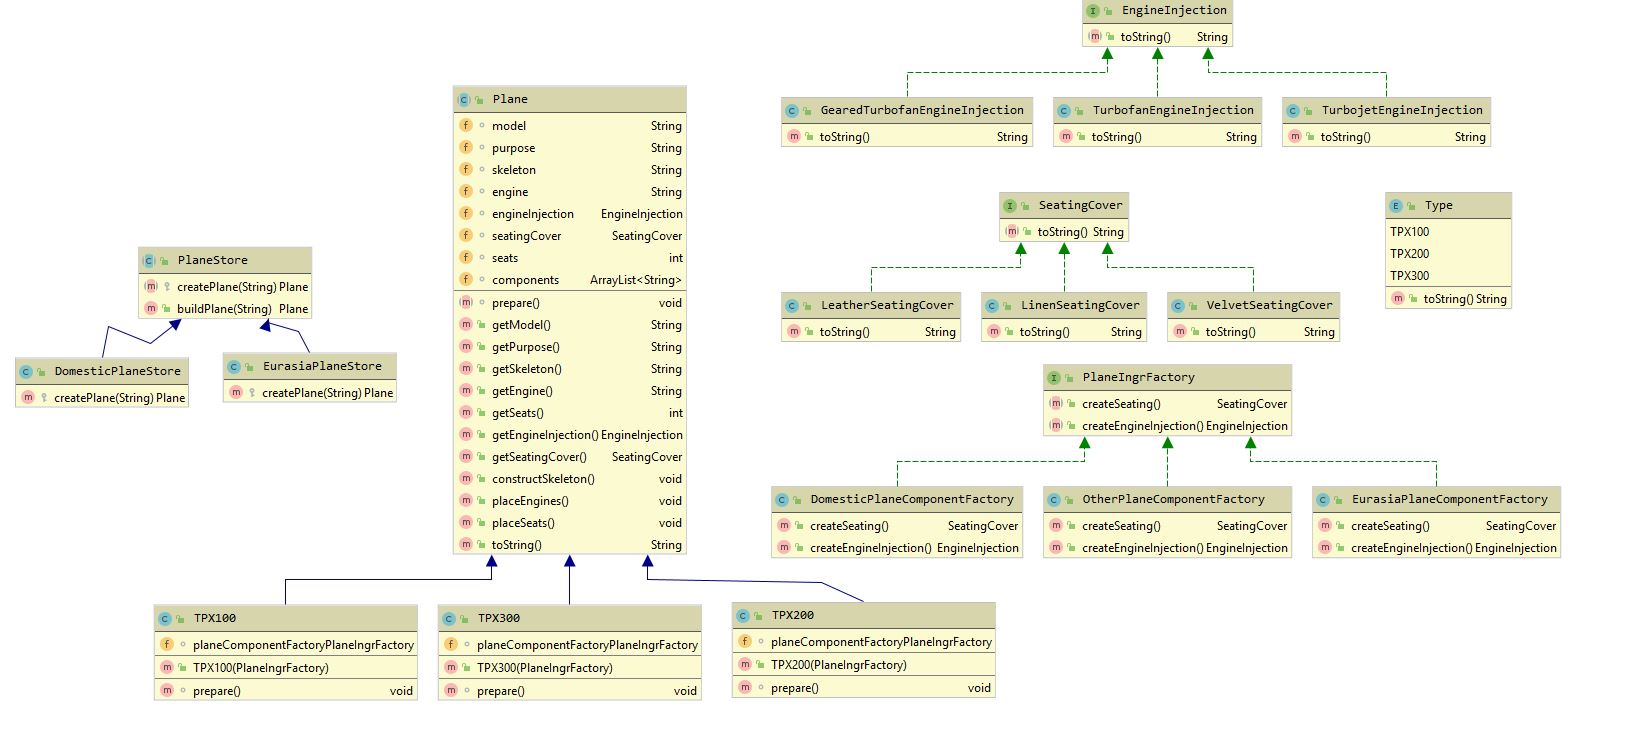 EngineInjection
toString() String
GearedTurbofanEngineInjection
toString() String
TurbofanEngineInjection
toString() String
TurbojetEngineInjection
toString() String
Plane
model String
purpose String
skeleton String
engine String
engineInjection EngineInjection
seatingCover SeatingCover
seats int
components ArrayList<String>
prepare() void
getModel() String
getPurpose() String
getSkeleton() String
getEngine() String
getSeats() int
getEngineInjection() EngineInjection
getSeatingCover() SeatingCover
constructSkeleton() void
placeEngines() void
placeSeats() void
toString() String
SeatingCover
toString() String
LeatherSeatingCover
toString() String
LinenSeatingCover
toString() String
VelvetSeatingCover
toString() String
Type
TPX100
TPX200
TPX300
toString() String
PlaneStore
createPlane(String) Plane
buildPlane(String) Plane
DomesticPlaneStore
createPlane(String) Plane
EurasiaPlaneStore
createPlane(String) Plane
PlaneIngrFactory
createSeating() SeatingCover
createEngineInjection() EngineInjection
DomesticPlaneComponentFactory
createSeating() SeatingCover
createEngineInjection() EngineInjection
OtherPlaneComponentFactory
createSeating() SeatingCover
createEngineInjection() EngineInjection
EurasiaPlaneComponentFactory
createSeating() SeatingCover
createEngineInjection() EngineInjection
TPX100
planeComponentFactory PlaneIngrFactory
TPX100(PlaneIngrFactory)
prepare() void
TPX300
planeComponentFactory PlaneIngrFactory
TPX300(PlaneIngrFactory)
prepare() void
TPX200
planeComponentFactory PlaneIngrFactory
TPX200(PlaneIngrFactory)
prepare() void